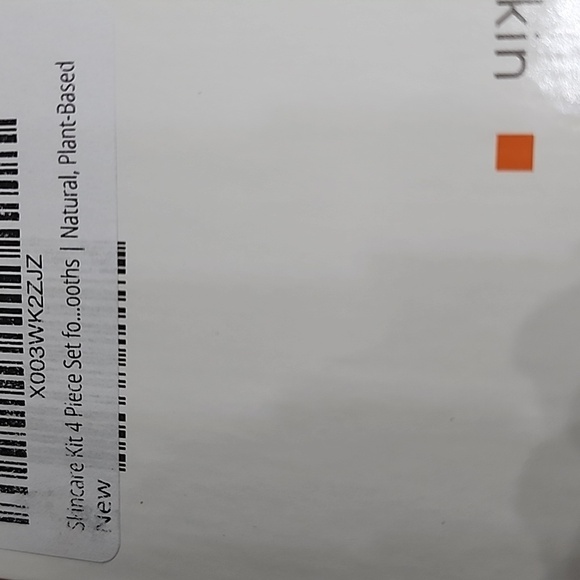 X003WK2ZJZ
Skincare Kit 4 Piece Set fo...ooths | Natural, Plant-Based
New
kin